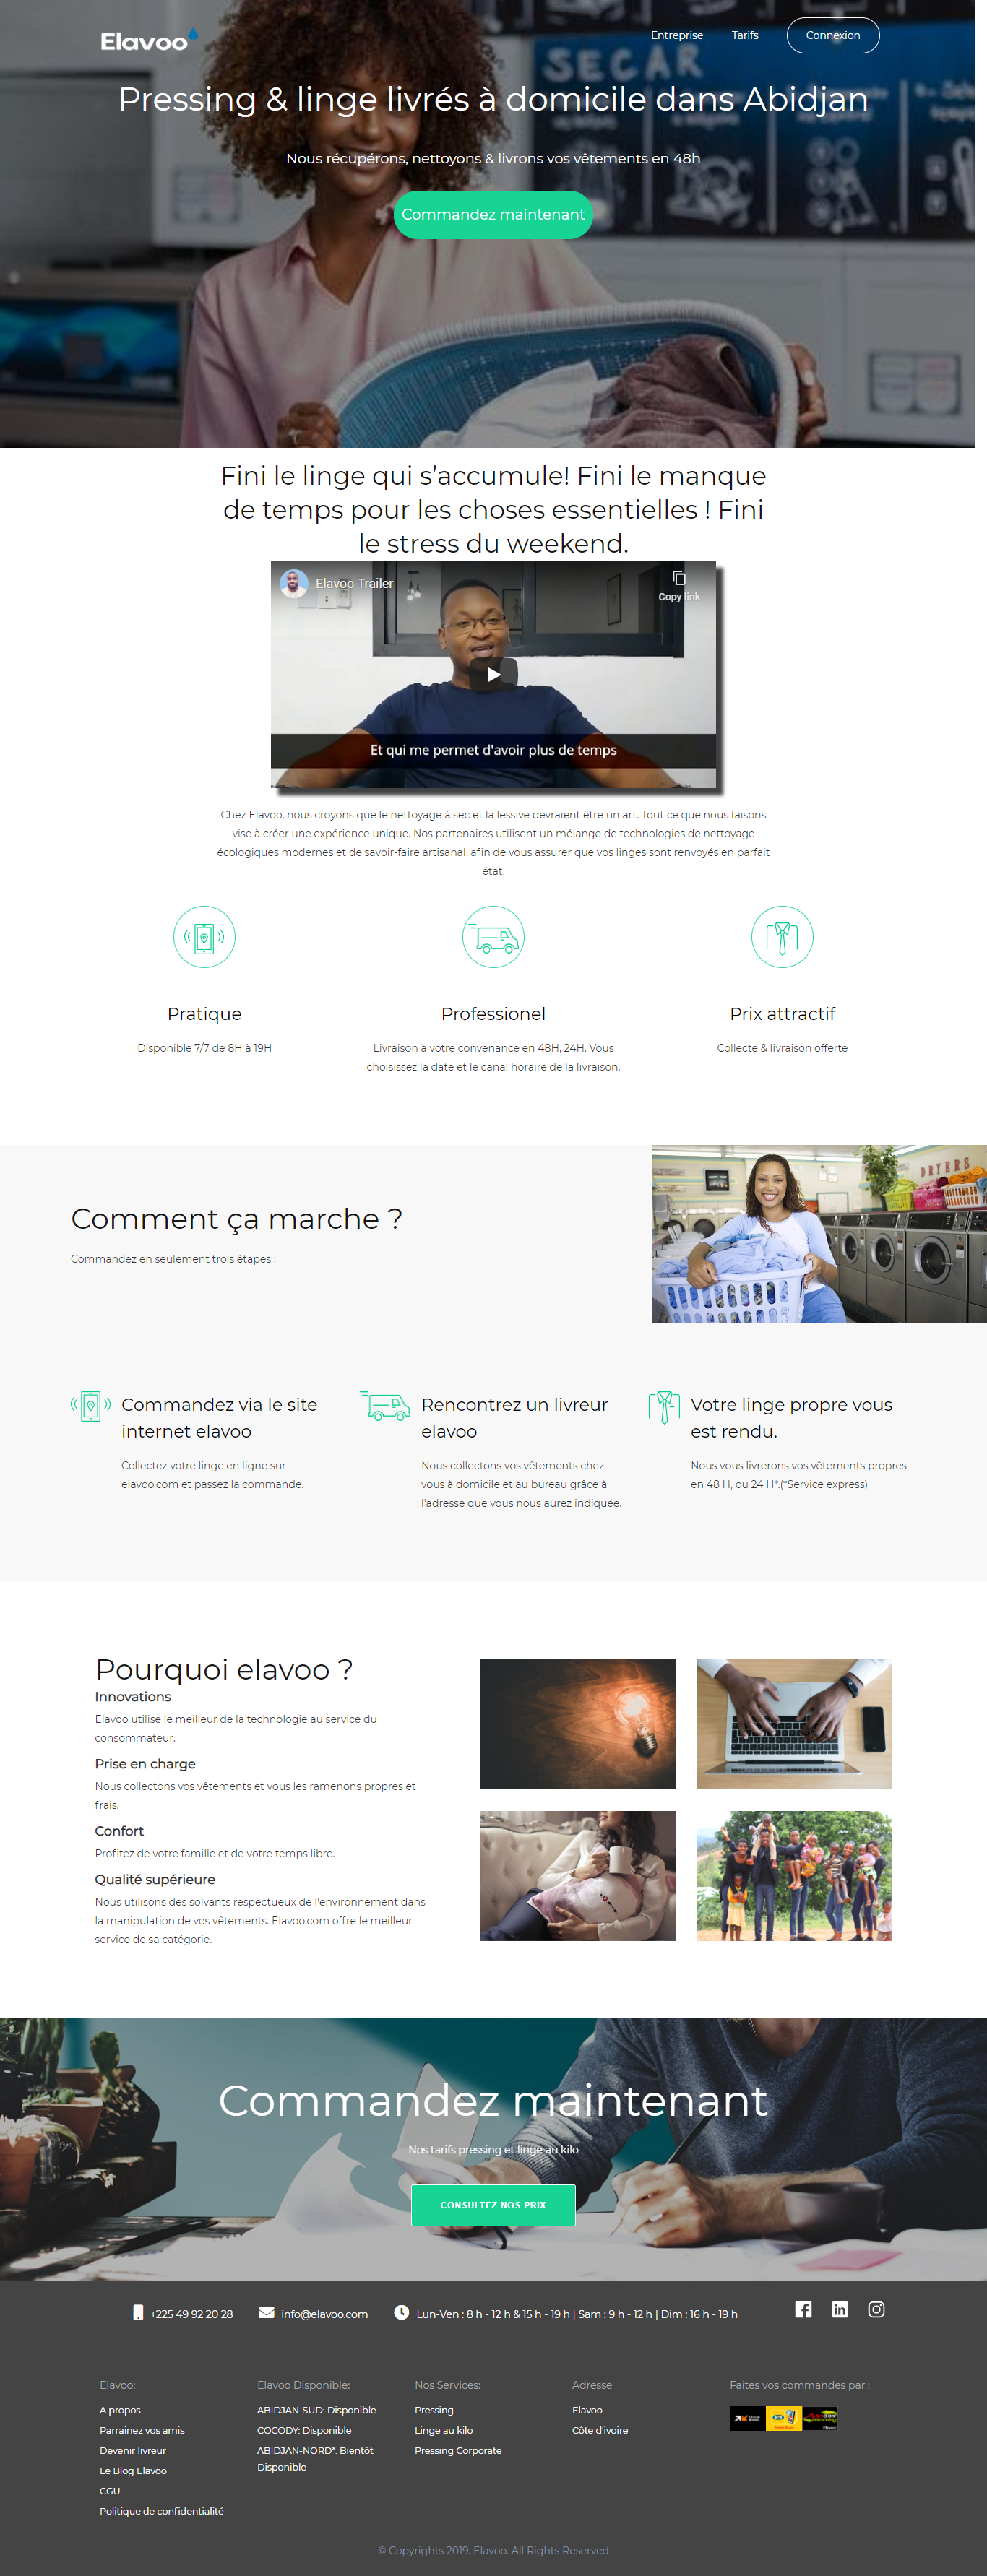 Elavoo
Entreprise
Tarifs
Connexion
SECAR
Pressing & linge livrés à domicile dans Abidjan
Nous récupérons, nettoyons & livrons vos vêtements en 48h
Commandez maintenant
Fini le linge qui s’accumule! Fini le manque
de temps pour les choses essentielles ! Fini
le stress du weekend.
Elavoo Trailer
Copy link
Et qui me permet d'avoir plus de temps
Chez Elavoo, nous croyons que le nettoyage à sec et la lessive devraient être un art. Tout ce que nous faisons
vise à créer une expérience unique. Nos partenaires utilisent un mélange de technologies de nettoyage
écologiques modernes et de savoir-faire artisanal, afin de vous assurer que vos linges sont renvoyés en parfait
état.
Pratique
Disponible 7/7 de 8H à 19H
Professionel
Livraison à votre convenance en 48H, 24H. Vous
choisissez la date et le canal horaire de la livraison.
Prix attractif
Collecte & livraison offerte
DRYERS
Comment ça marche ?
Commandez en seulement trois étapes :
Commandez via le site
internet elavoo
Collectez votre linge en ligne sur
elavoo.com et passez la commande.
Rencontrez un livreur
elavoo
Nous collectons vos vêtements chez
vous à domicile et au bureau grâce à
l'adresse que vous nous aurez indiquée.
Votre linge propre vous
est rendu.
Nous vous livrerons vos vêtements propres
en 48 H, ou 24 H*.(*Service express)
Pourquoi elavoo ?
Innovations
Elavoo utilise le meilleur de la technologie au service du
consommateur.
Prise en charge
Nous collectons vos vêtements et vous les ramenons propres et
frais.
Confort
Profitez de votre famille et de votre temps libre.
Qualité supérieure
Nous utilisons des solvants respectueux de l'environnement dans
la manipulation de vos vêtements. Elavoo.com offre le meilleur
service de sa catégorie.
Commandez maintenant
Nos tarifs pressing et linge au kilo
CONSULTEZ NOS PRIX
+225 49 92 20 28
info@elavoo.com
Lun-Ven : 8 h - 12 h & 15 h - 19 h | Sam : 9 h - 12 h | Dim : 16 h - 19 h
Elavoo:
A propos
Parrainez vos amis
Devenir livreur
Le Blog Elavoo
CGU
Politique de confidentialité
Elavoo Disponible:
ABIDJAN-SUD: Disponible
COCODY: Disponible
ABIDJAN-NORD*: Bientôt
Disponible
Nos Services:
Pressing
Linge au kilo
Pressing Corporate
Adresse
Elavoo
Côte d'ivoire
Faites vos commandes par :
© Copyrights 2019. Elavoo. All Rights Reserved